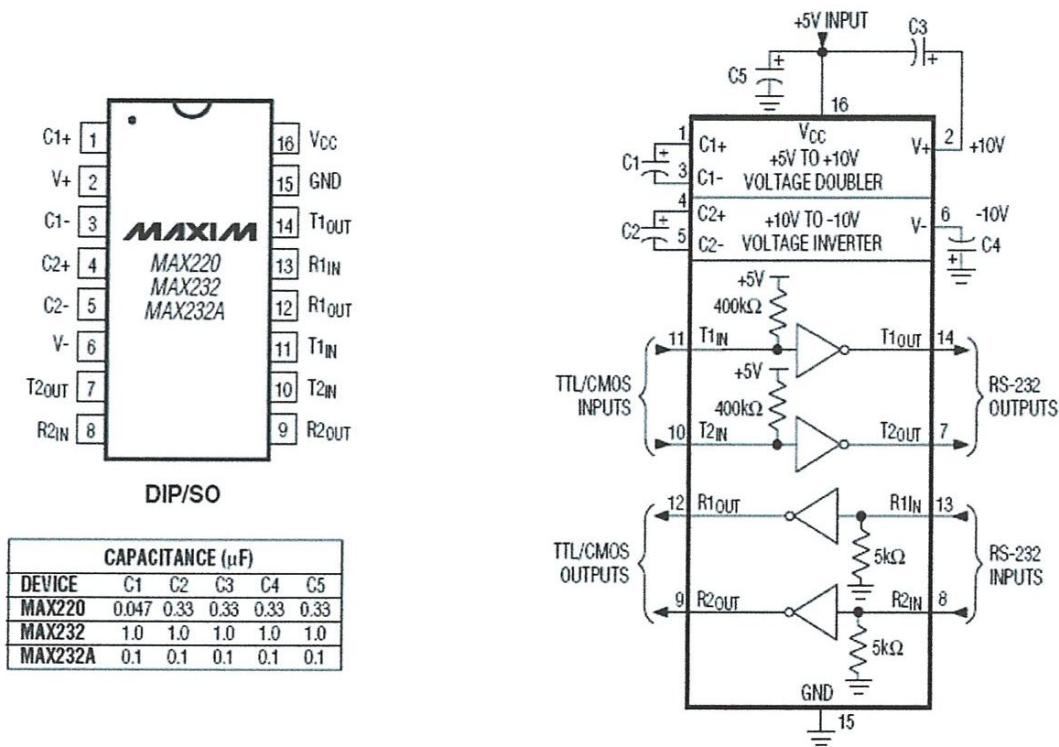 C1+ 1
V+ 2
C1- 3
C2+ 4
C2- 5
V- 6
T2OUT 7
R2IN 8
16 VCC
15 GND
14 T1OUT
13 R1IN
12 R1OUT
11 T1IN
10 T2IN
9 R2OUT
MAXIM
MAX220
MAX232
MAX232A
DIP/SO
CAPACITANCE (μF)
DEVICE C1 C2 C3 C4 C5
MAX220 0.047 0.33 0.33 0.33 0.33
MAX232 1.0 1.0 1.0 1.0 1.0
MAX232A 0.1 0.1 0.1 0.1 0.1
+5V INPUT
C3
+
C5
+
16
VCC
1
C1+
+5V TO +10V
VOLTAGE DOUBLER
C1
+
3
C1-
V+
2
+10V
4
C2+
+10V TO -10V
VOLTAGE INVERTER
C2
+
5
C2-
V-
6
-10V
C4
+
+5V
400kΩ
11
T1IN
T1OUT
14
+5V
400kΩ
TTL/CMOS
INPUTS
RS-232
OUTPUTS
10
T2IN
T2OUT
7
12
R1OUT
R1IN
13
5kΩ
TTL/CMOS
OUTPUTS
RS-232
INPUTS
9
R2OUT
R2IN
8
5kΩ
GND
15